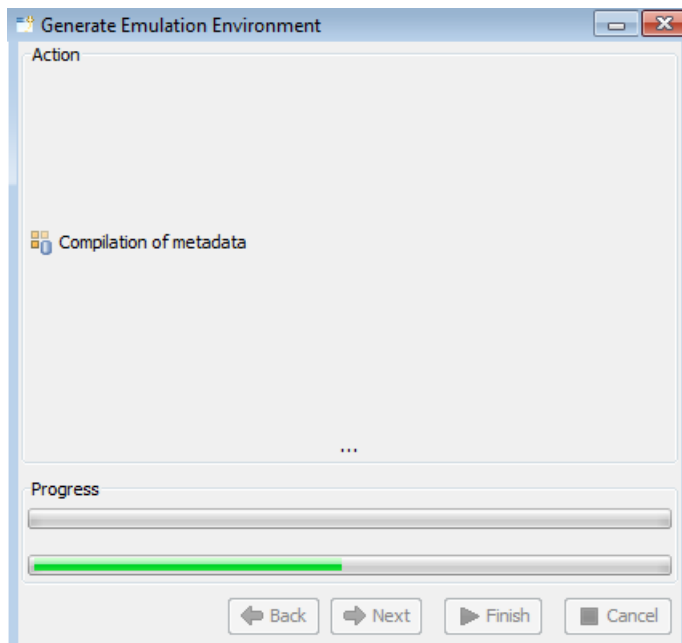 Generate Emulation Environment
Action
Compilation of metadata
...
Progress
Back Next Finish Cancel